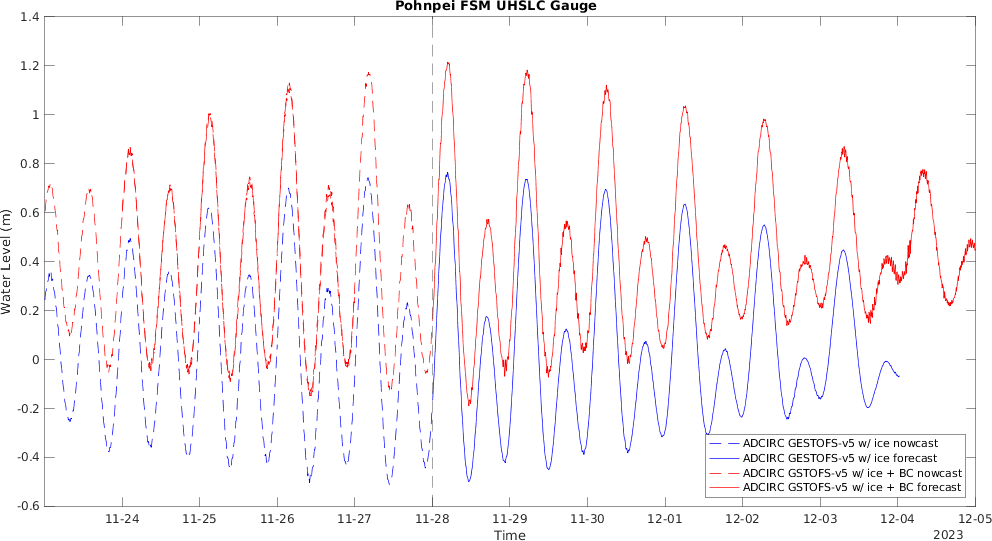 Pohnpei FSM UHSLC Gauge
1.4
1.2
1
0.8
0.6
0.4
0.2
0
-0.2
-0.4
-0.6
Water Level (m)
11-24 11-25 11-26 11-27 11-28 11-29 11-30 12-01 12-02 12-03 12-04 12-05
Time
2023
ADCIRC GESTOFS-v5 w/ ice nowcast
ADCIRC GESTOFS-v5 w/ ice forecast
ADCIRC GSTOFS-v5 w/ ice + BC nowcast
ADCIRC GSTOFS-v5 w/ ice + BC forecast